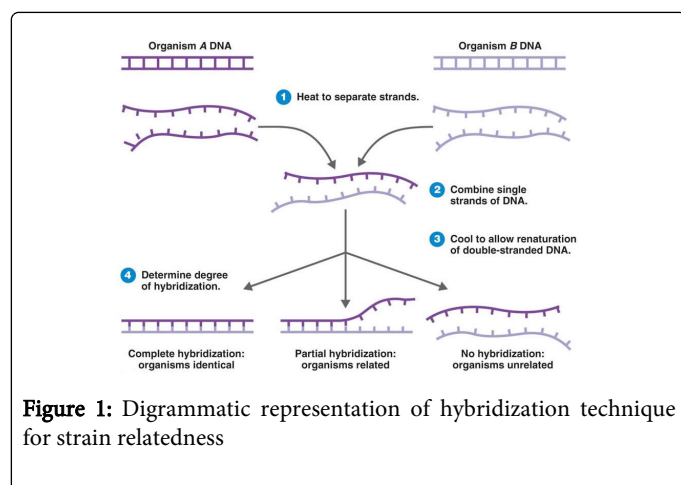 Organism A DNA
Organism B DNA
1 Heat to separate strands.
2 Combine single
strands of DNA.
3 Cool to allow renaturation
of double-stranded DNA.
4 Determine degree
of hybridization.
Complete hybridization:
organisms identical
Partial hybridization:
organisms related
No hybridization:
organisms unrelated
Figure 1: Digrammatic representation of hybridization technique
for strain relatedness